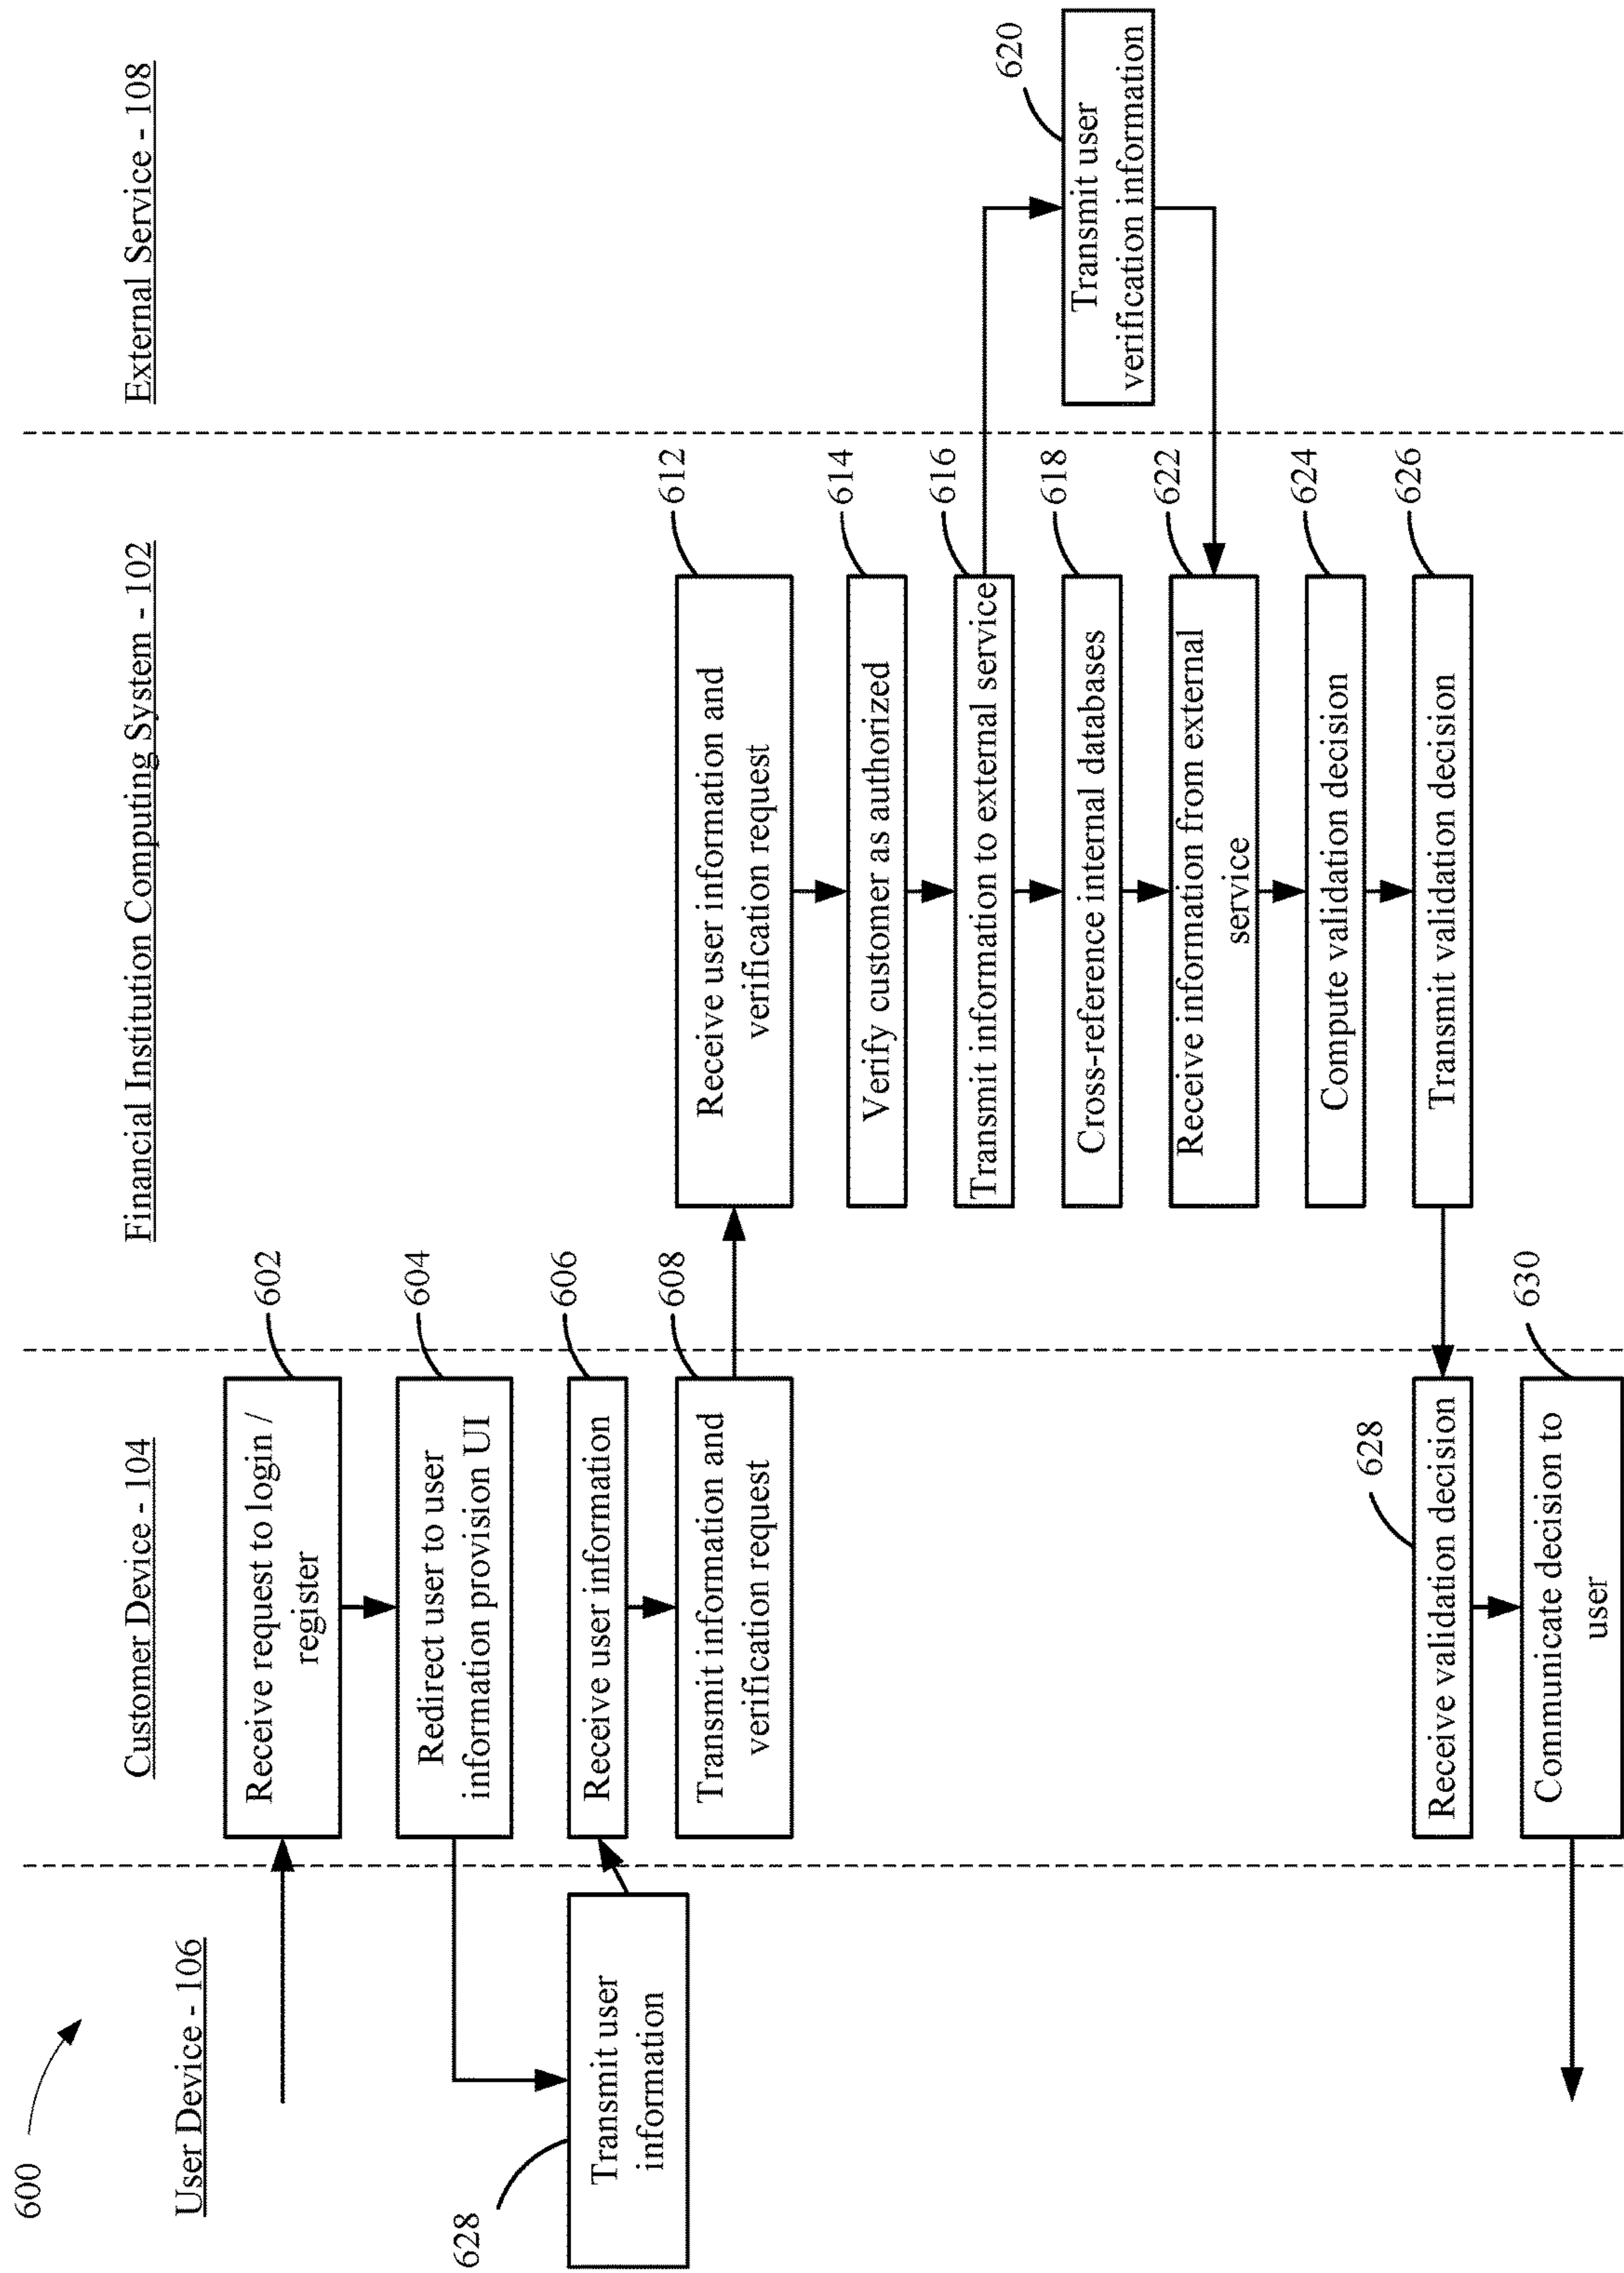 600
User Device - 106
Customer Device - 104
Financial Institution Computing System - 102
External Service - 108
Receive request to login /
register
602
Redirect user to user
information provision UI
604
628
Transmit user
information
Receive user information
606
Transmit information and
verification request
608
Receive user information and
verification request
612
Verify customer as authorized
614
Transmit information to external service
616
Cross-reference internal databases
618
Transmit user
verification information
620
Receive information from external
service
622
Compute validation decision
624
Transmit validation decision
626
Receive validation decision
628
Communicate decision to
user
630